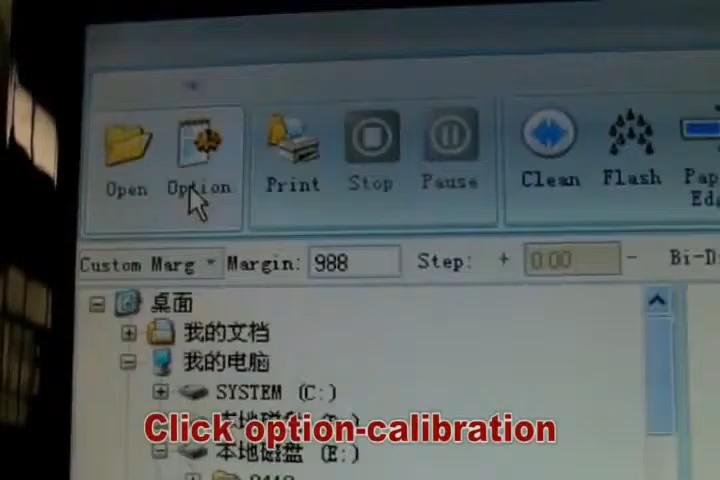 Open Option Print Stop Pause Clean Flash Pap
Custom Marg Margin: 988 Step: + 0.00 - Bi-D
桌面
我的文档
我的电脑
SYSTEM (C:)
Click option-calibration
本地磁盘 (E:)